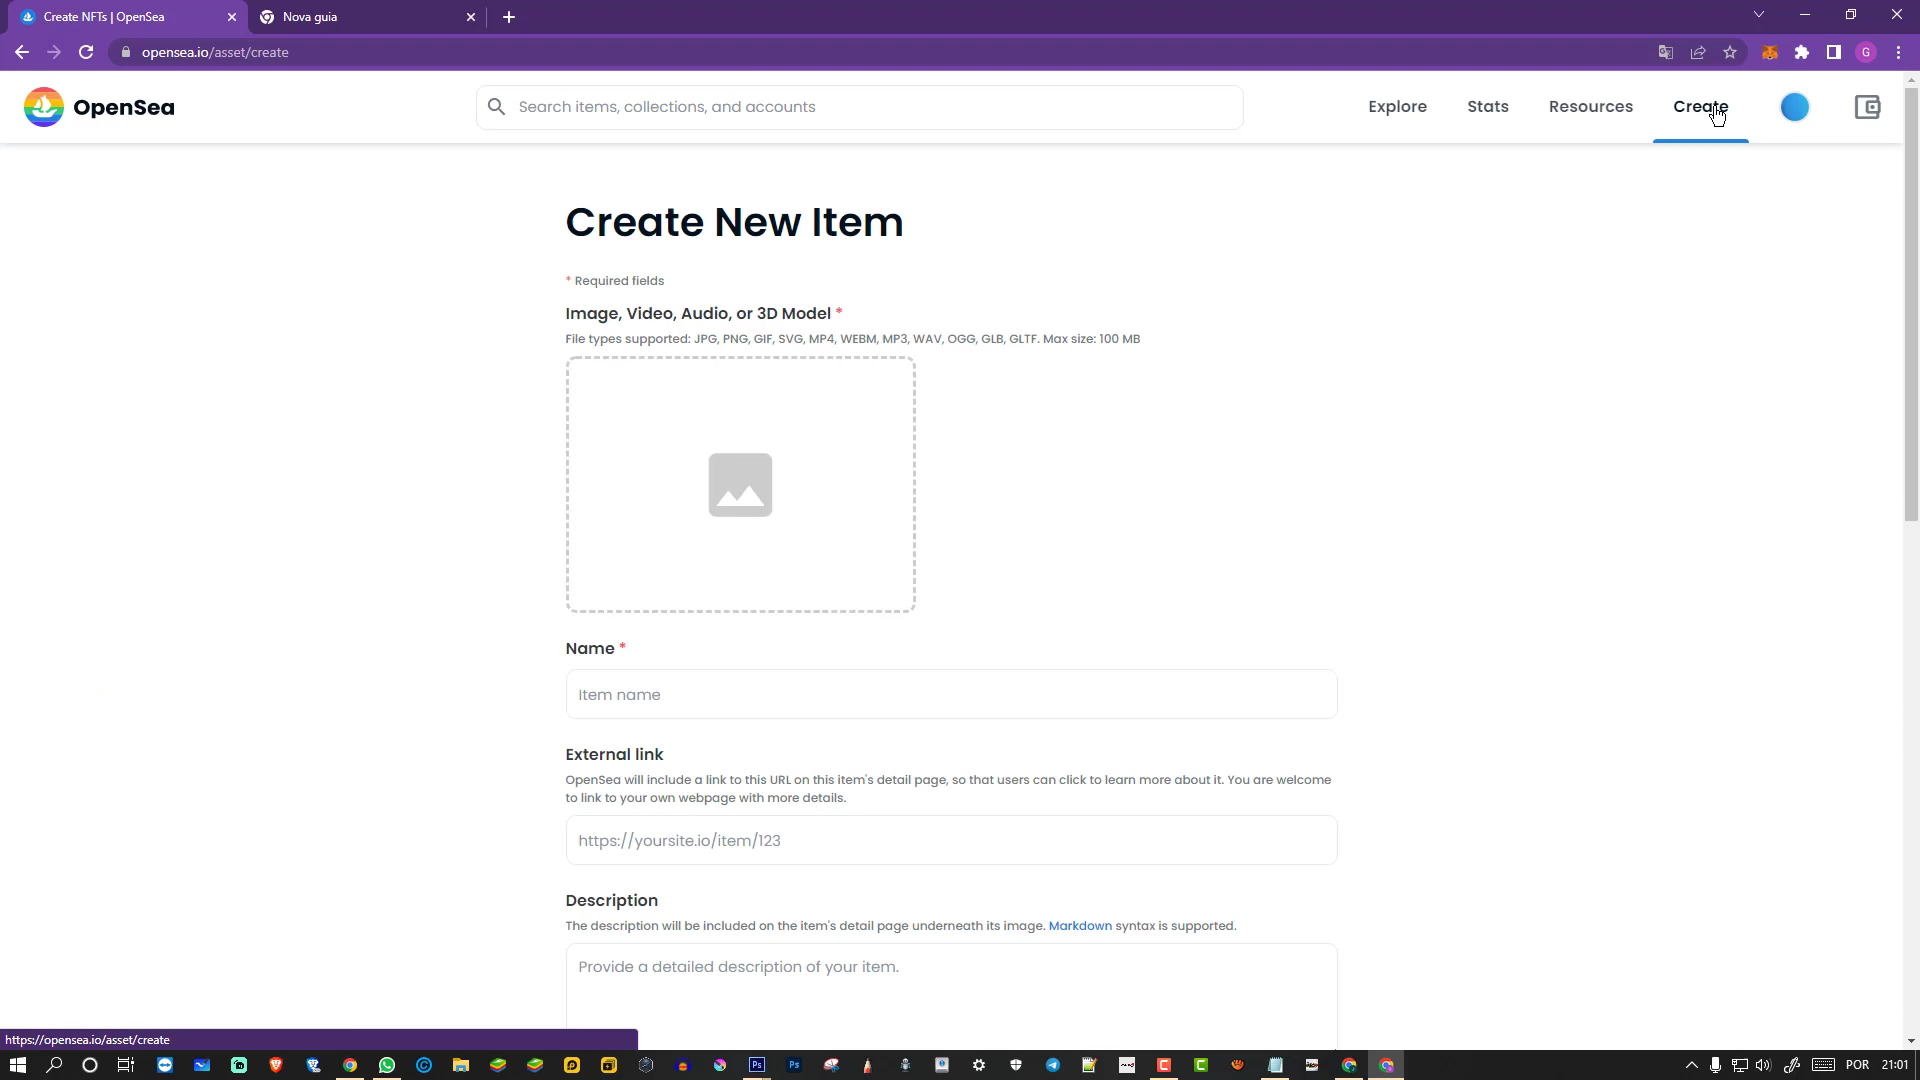 Create NFTs | OpenSea
Nova guia
opensea.io/asset/create
OpenSea
Search items, collections, and accounts
Explore
Stats
Resources
Create
G
Create New Item
* Required fields
Image, Video, Audio, or 3D Model *
File types supported: JPG, PNG, GIF, SVG, MP4, WEBM, MP3, WAV, OGG, GLB, GLTF. Max size: 100 MB
Name *
Item name
External link
OpenSea will include a link to this URL on this item's detail page, so that users can click to learn more about it. You are welcome
to link to your own webpage with more details.
https://yoursite.io/item/123
Description
The description will be included on the item's detail page underneath its image. Markdown syntax is supported.
Provide a detailed description of your item.
https://opensea.io/asset/create
Ps
Ps
POR
21:01